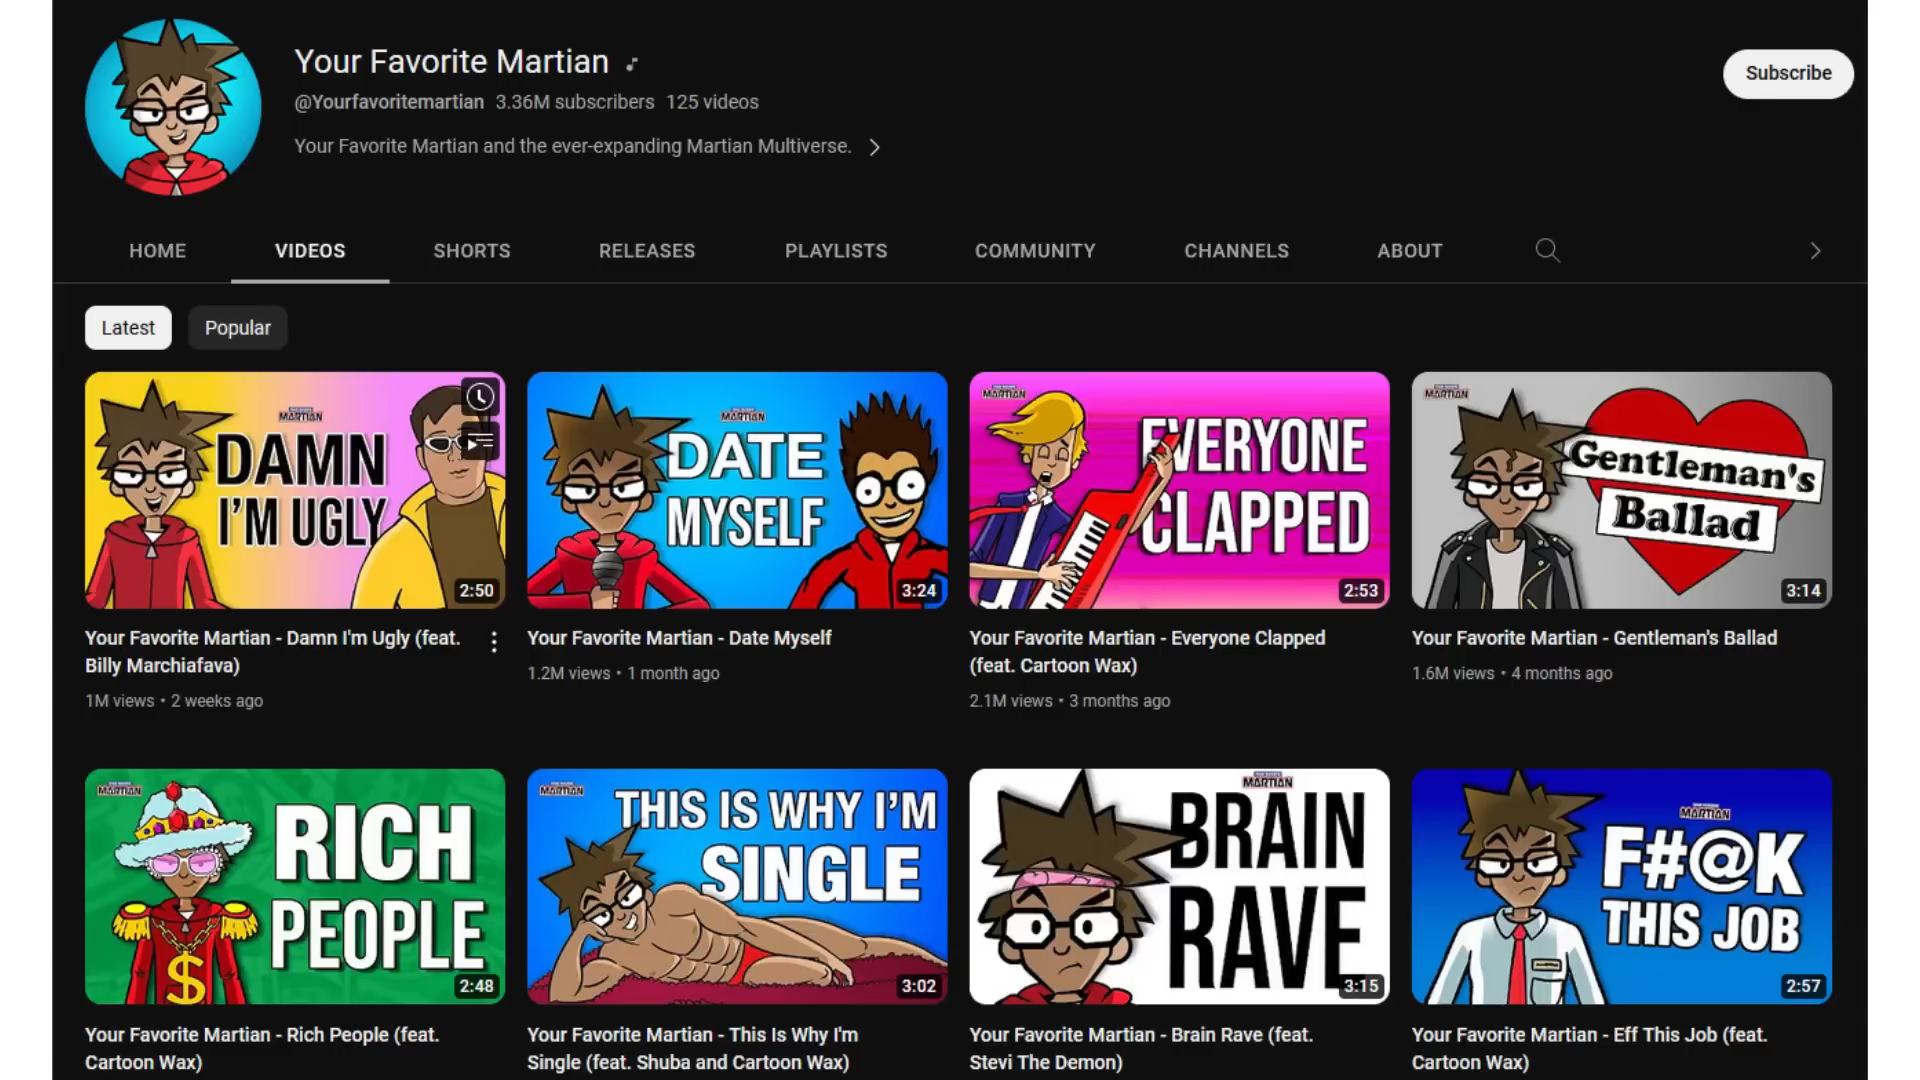 Your Favorite Martian
@Yourfavoritemartian 3.36M subscribers 125 videos
Your Favorite Martian and the ever-expanding Martian Multiverse.
Subscribe
HOME VIDEOS SHORTS RELEASES PLAYLISTS COMMUNITY CHANNELS ABOUT
Latest Popular
MARTIAN
DAMN
I'M UGLY
2:50
MARTIAN
DATE
MYSELF
3:24
MARTIAN
EVERYONE
CLAPPED
2:53
MARTIAN
Gentleman's
Ballad
3:14
Your Favorite Martian - Damn I'm Ugly (feat.
Billy Marchiafava)
1M views • 2 weeks ago
Your Favorite Martian - Date Myself
1.2M views • 1 month ago
Your Favorite Martian - Everyone Clapped
(feat. Cartoon Wax)
2.1M views • 3 months ago
Your Favorite Martian - Gentleman's Ballad
1.6M views • 4 months ago
MARTIAN
RICH
PEOPLE
$
2:48
MARTIAN
THIS IS WHY I'M
SINGLE
3:02
MARTIAN
BRAIN
RAVE
3:15
MARTIAN
F#@K
THIS JOB
2:57
Your Favorite Martian - Rich People (feat.
Cartoon Wax)
Your Favorite Martian - This Is Why I'm
Single (feat. Shuba and Cartoon Wax)
Your Favorite Martian - Brain Rave (feat.
Stevi The Demon)
Your Favorite Martian - Eff This Job (feat.
Cartoon Wax)